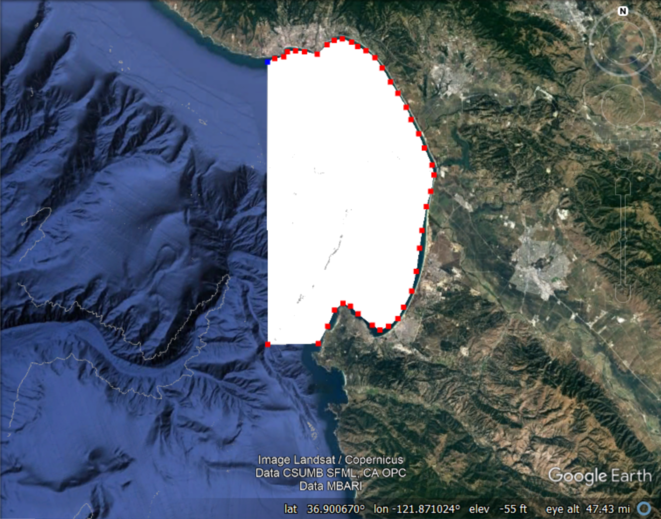 N
Image Landsat / Copernicus
Data CSUMB SFML, CA OPC
Data MBARI
Google Earth
lat 36.900670° lon -121.871024° elev -55 ft eye alt 47.43 mi